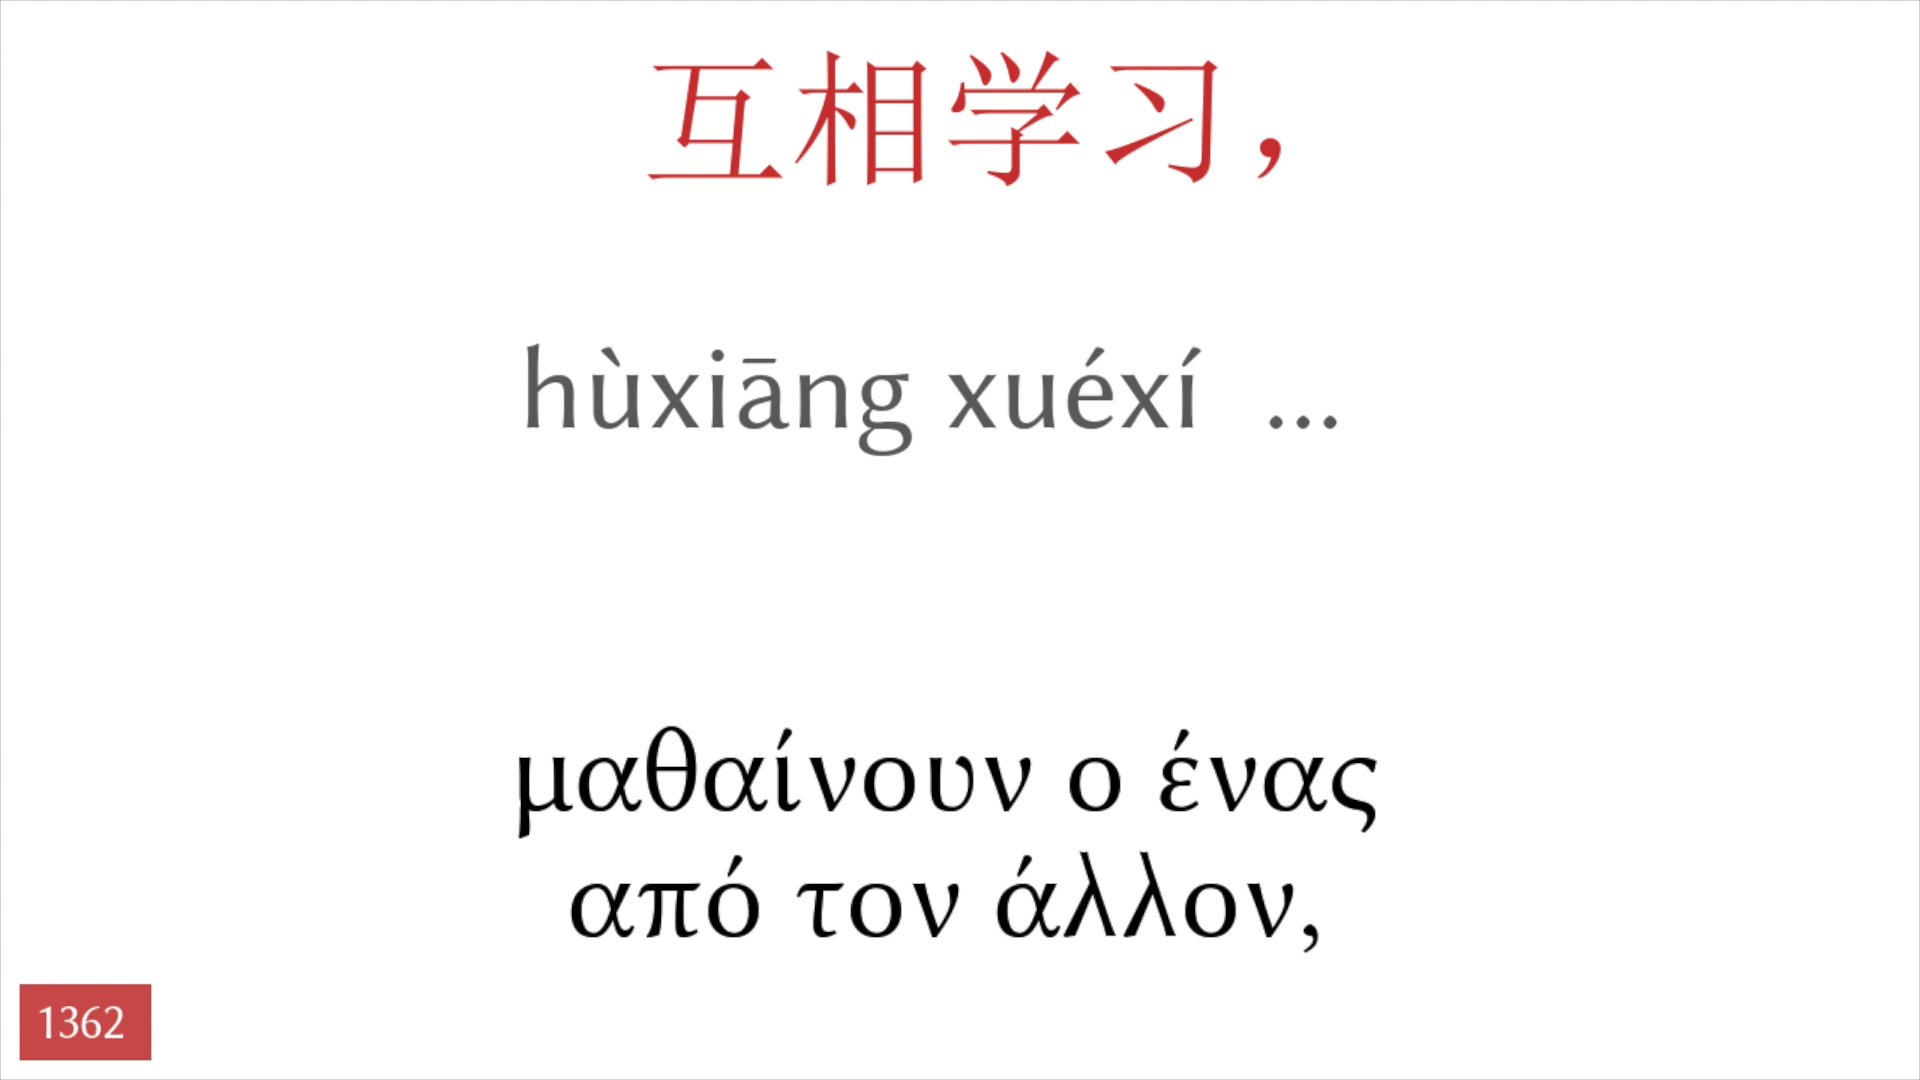 互相学习，
hùxiāng xuéxí ...
μαθαίνουν ο ένας
από τον άλλον,
1362